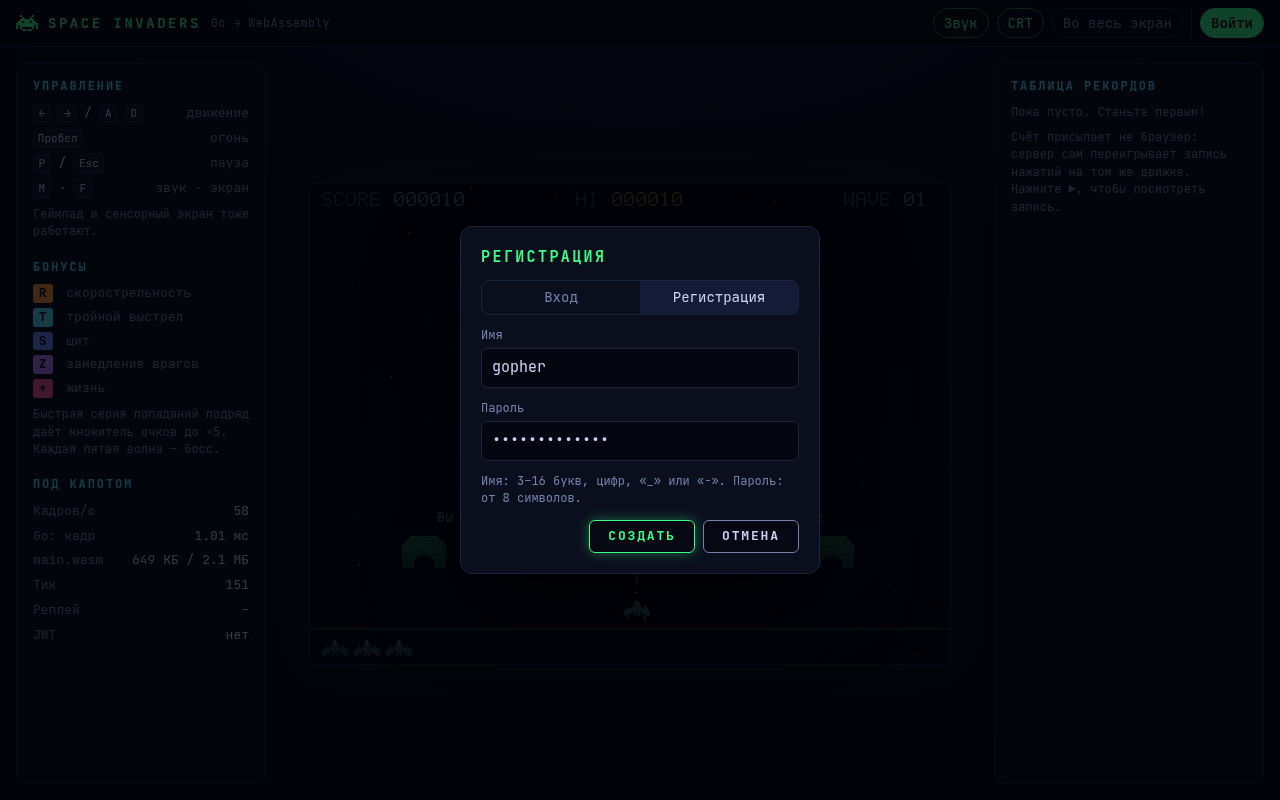 SPACE INVADERS Go → WebAssembly
Звук CRT Во весь экран Войти
УПРАВЛЕНИЕ
← → / A D движение
Пробел огонь
P / Esc пауза
M · F звук · экран
Геймпад и сенсорный экран тоже
работают.
БОНУСЫ
R скорострельность
T тройной выстрел
S щит
Z замедление врагов
+ жизнь
Быстрая серия попаданий подряд
даёт множитель очков до ×5.
Каждая пятая волна — Босс.
ПОД КАПОТОМ
Кадров/с 58
Go: кадр 1.01 мс
main.wasm 649 КБ / 2.1 МБ
Тик 151
Реплей –
JWT нет
SCORE 000010 HI 000010 WAVE 01
Вы
РЕГИСТРАЦИЯ
Вход Регистрация
Имя
gopher
Пароль
•••••••••••••
Имя: 3–16 букв, цифр, «_» или «-». Пароль:
от 8 символов.
СОЗДАТЬ ОТМЕНА
ТАБЛИЦА РЕКОРДОВ
Пока пусто. Станьте первым!
Счёт присылает не браузер:
сервер сам переигрывает запись
нажатий на том же движке.
Нажмите ►, чтобы посмотреть
запись.